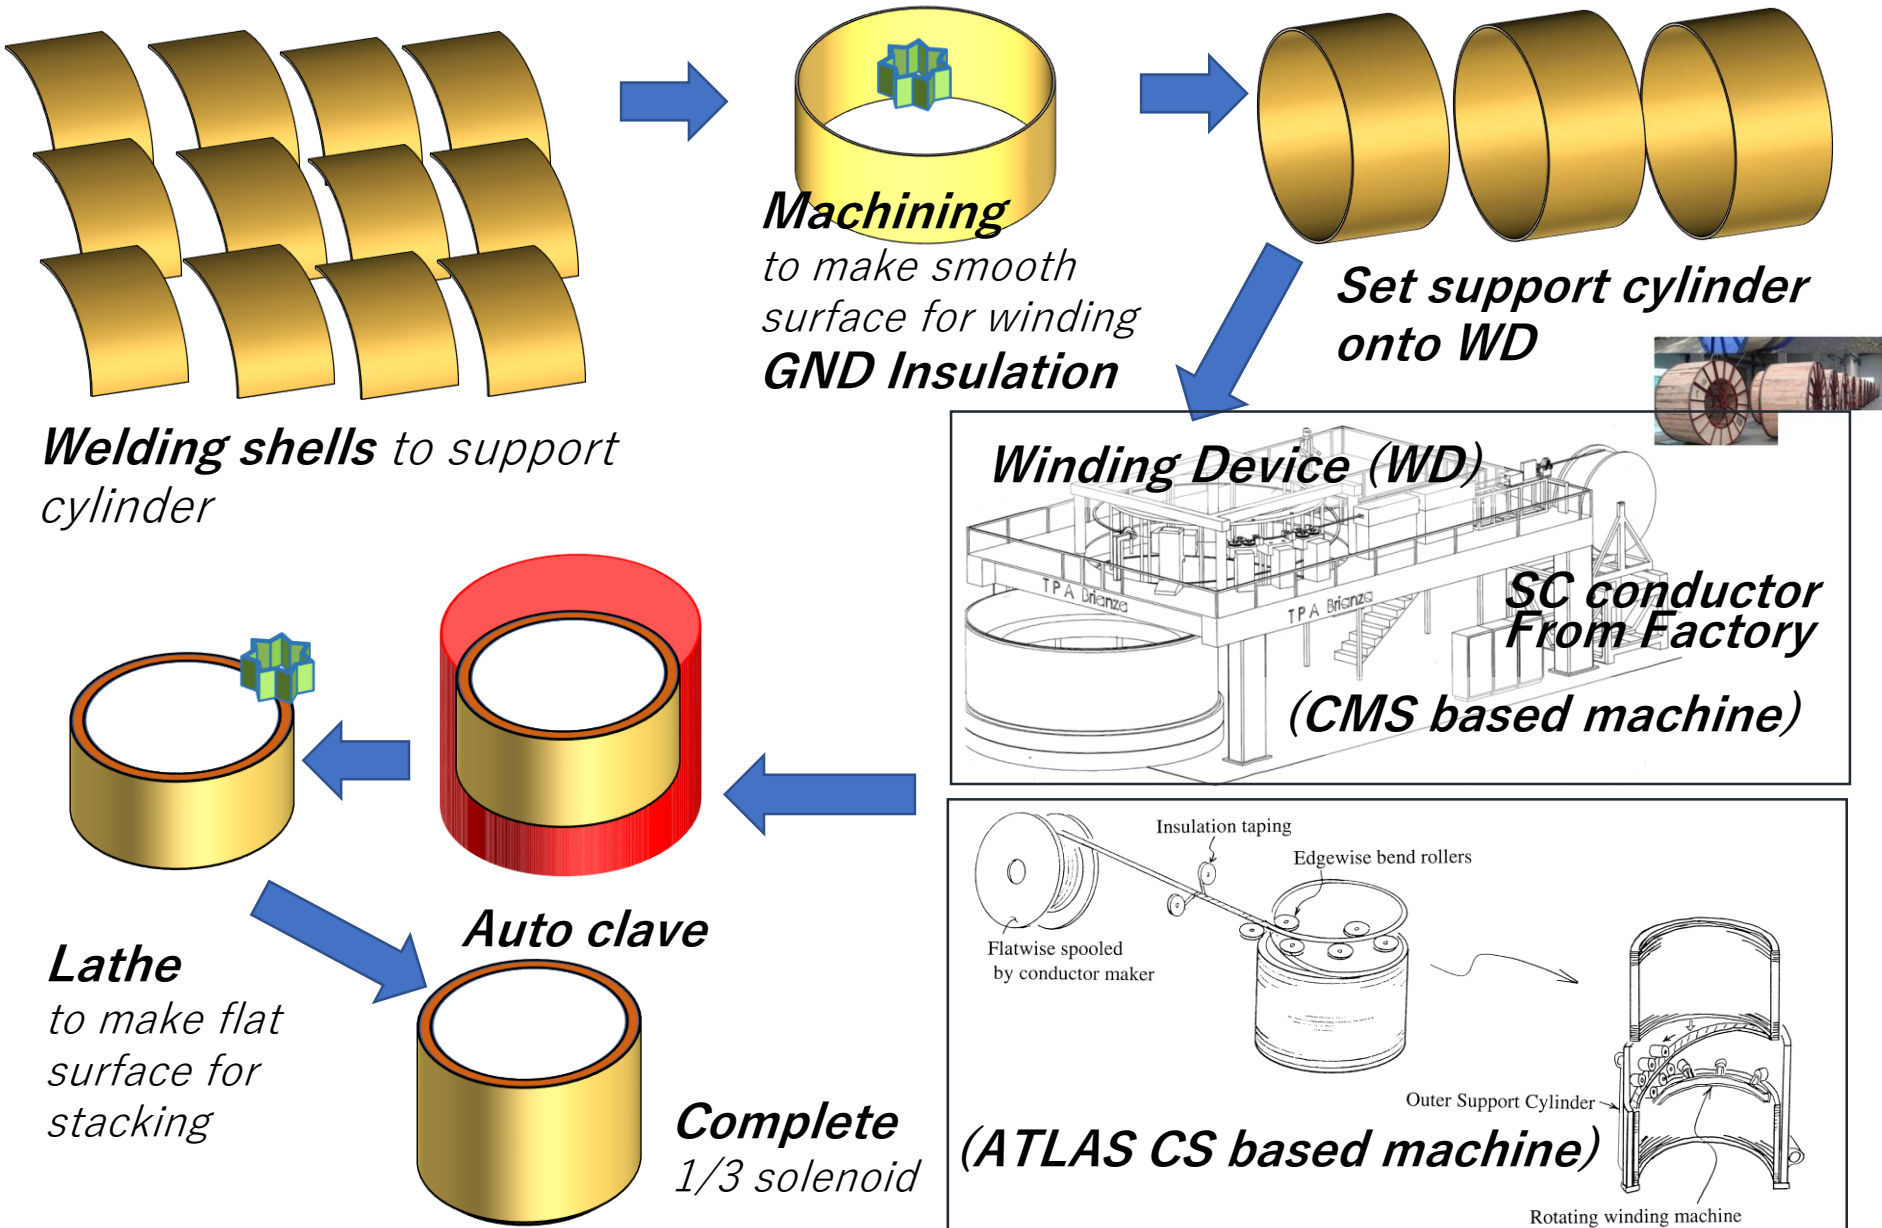 Machining
to make smooth
surface for winding
GND Insulation
Set support cylinder
onto WD
Welding shells to support
cylinder
Winding Device (WD)
TPA Brianza
TPA Brianza
SC conductor
From Factory
(CMS based machine)
Insulation taping
Edgewise bend rollers
Flatwise spooled
by conductor maker
Outer Support Cylinder
(ATLAS CS based machine)
Rotating winding machine
Auto clave
Lathe
to make flat
surface for
stacking
Complete
1/3 solenoid